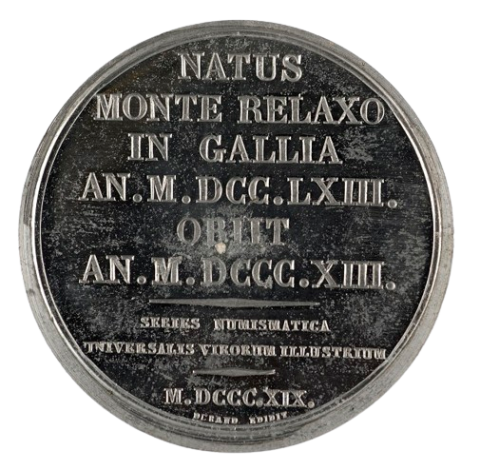 NATUS
MONTE RELAXO
IN GALLIA
AN. M. DCC. LXIII.
OBIIT
AN. M. DCCC. XIII.
SERIES NUMISMATICA
UNIVERSALIS VIRORUM ILLUSTRIUM
M. DCCC. XIX.
DURAND EDIDIT